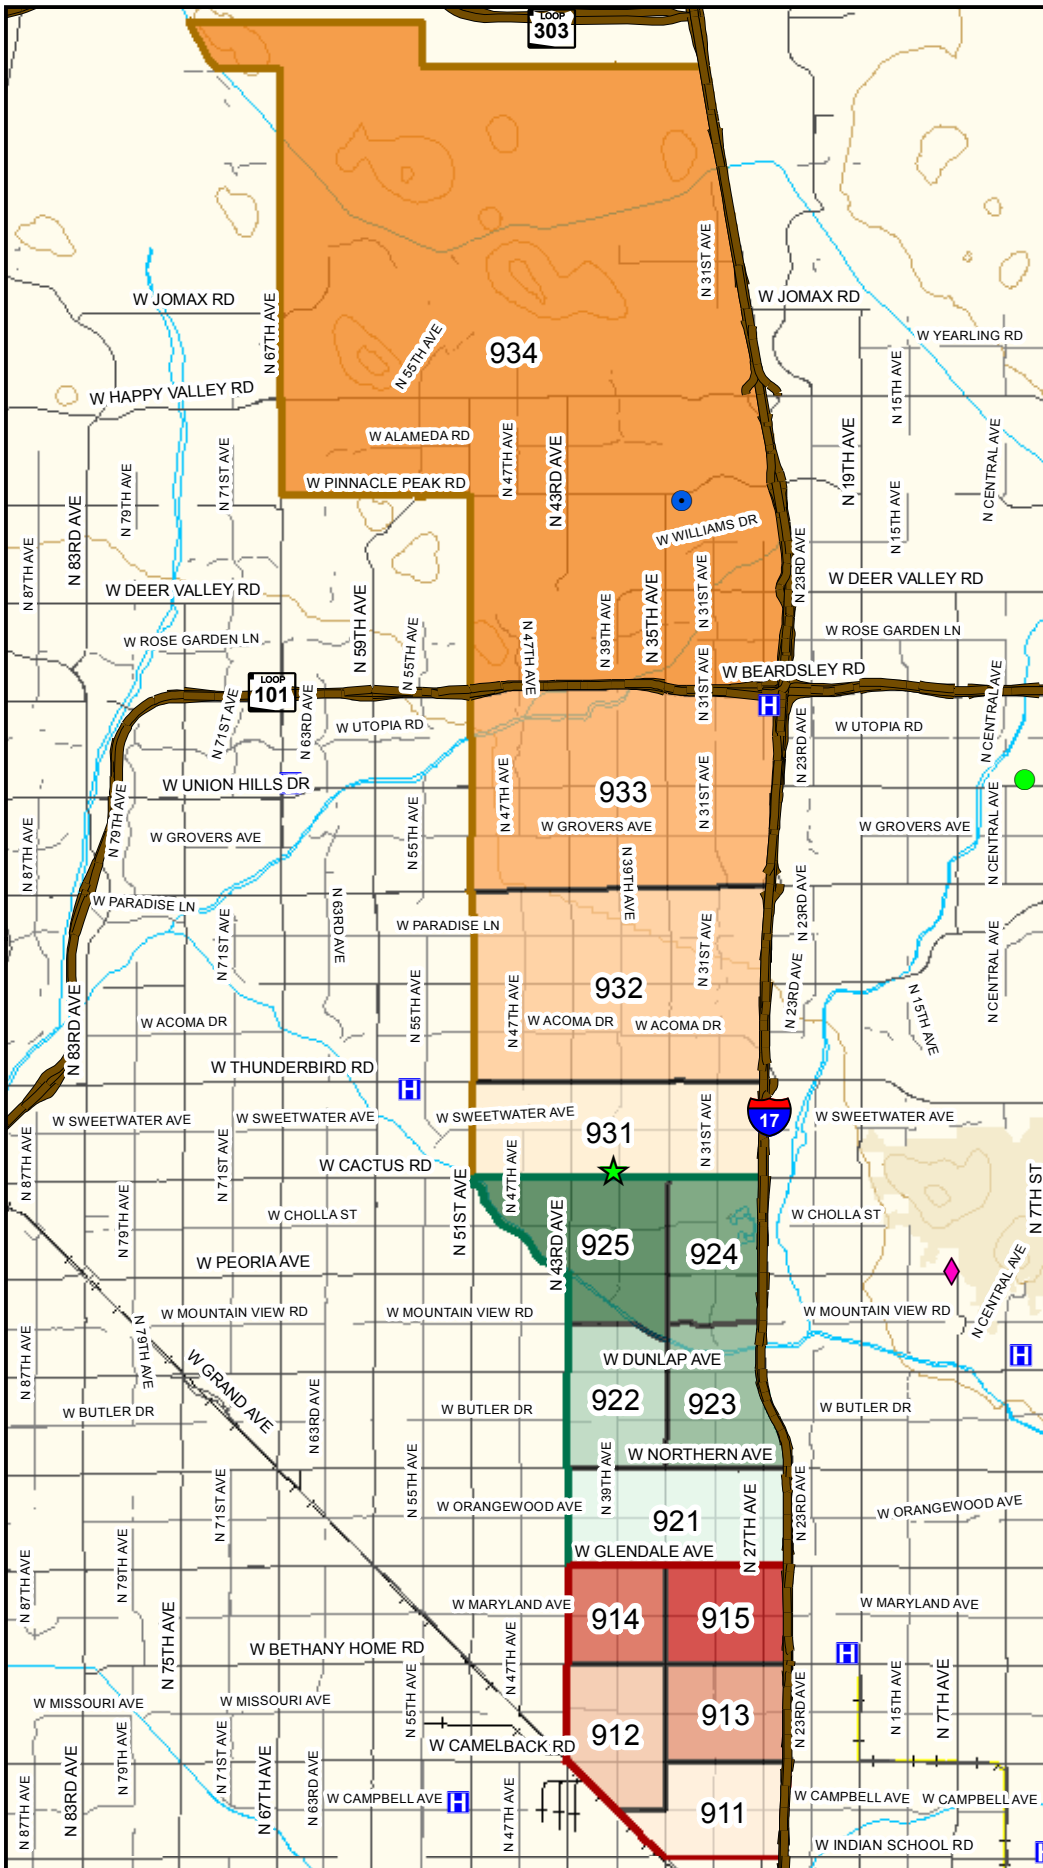 LOOP
303
N 31ST AVE
W JOMAX RD
W JOMAX RD
N 67TH AVE
W YEARLING RD
N 55TH AVE
934
N 15TH AVE
W HAPPY VALLEY RD
W ALAMEDA RD
N 47TH AVE
N 43RD AVE
N 19TH AVE
N CENTRAL AVE
N 71ST AVE
N 79TH AVE
W PINNACLE PEAK RD
N 83RD AVE
N 15TH AVE
W WILLIAMS DR
N 87TH AVE
N 23RD AVE
W DEER VALLEY RD
W DEER VALLEY RD
N 31ST AVE
N 59TH AVE
N 55TH AVE
N 39TH AVE
N 35TH AVE
W ROSE GARDEN LN
W ROSE GARDEN LN
N 47TH AVE
W BEARDSLEY RD
LOOP
101
N 31ST AVE
H
N 71ST AVE
N 63RD AVE
W UTOPIA RD
W UTOPIA RD
N 23RD AVE
N CENTRAL AVE
W UNION HILLS DR
933
N 47TH AVE
N 31ST AVE
N 79TH AVE
W GROVERS AVE
W GROVERS AVE
W GROVERS AVE
N 55TH AVE
N 87TH AVE
N CENTRAL AVE
N 39TH AVE
W PARADISE LN
W PARADISE LN
N 63RD AVE
N 23RD AVE
N 71ST AVE
N 31ST AVE
N CENTRAL AVE
932
N 83RD AVE
N 55TH AVE
N 47TH AVE
N 23RD AVE
N 15TH AVE
W ACOMA DR
W ACOMA DR
W ACOMA DR
W THUNDERBIRD RD
H
W SWEETWATER AVE
W SWEETWATER AVE
W SWEETWATER AVE
17
W SWEETWATER AVE
931
N 31ST AVE
N 87TH AVE
N 71ST AVE
W CACTUS RD
N 47TH AVE
N 7TH ST
N 51ST AVE
N 79TH AVE
W CHOLLA ST
W CHOLLA ST
N 43RD AVE
925
924
W PEORIA AVE
N CENTRAL AVE
W MOUNTAIN VIEW RD
W MOUNTAIN VIEW RD
W MOUNTAIN VIEW RD
N 79TH AVE
H
N 87TH AVE
W DUNLAP AVE
W GRAND AVE
922
923
W BUTLER DR
W BUTLER DR
W BUTLER DR
N 63RD AVE
W NORTHERN AVE
N 39TH AVE
N 55TH AVE
N 71ST AVE
N 23RD AVE
W ORANGEWOOD AVE
W ORANGEWOOD AVE
921
N 27TH AVE
W GLENDALE AVE
N 79TH AVE
N 87TH AVE
W MARYLAND AVE
W MARYLAND AVE
914
915
N 75TH AVE
W BETHANY HOME RD
N 47TH AVE
H
W MISSOURI AVE
W MISSOURI AVE
N 55TH AVE
N 15TH AVE
N 7TH AVE
913
912
N 23RD AVE
W CAMELBACK RD
N 79TH AVE
N 71ST AVE
N 83RD AVE
N 67TH AVE
N 63RD AVE
N 87TH AVE
W CAMPBELL AVE
H
N 47TH AVE
W CAMPBELL AVE
W CAMPBELL AVE
911
W INDIAN SCHOOL RD